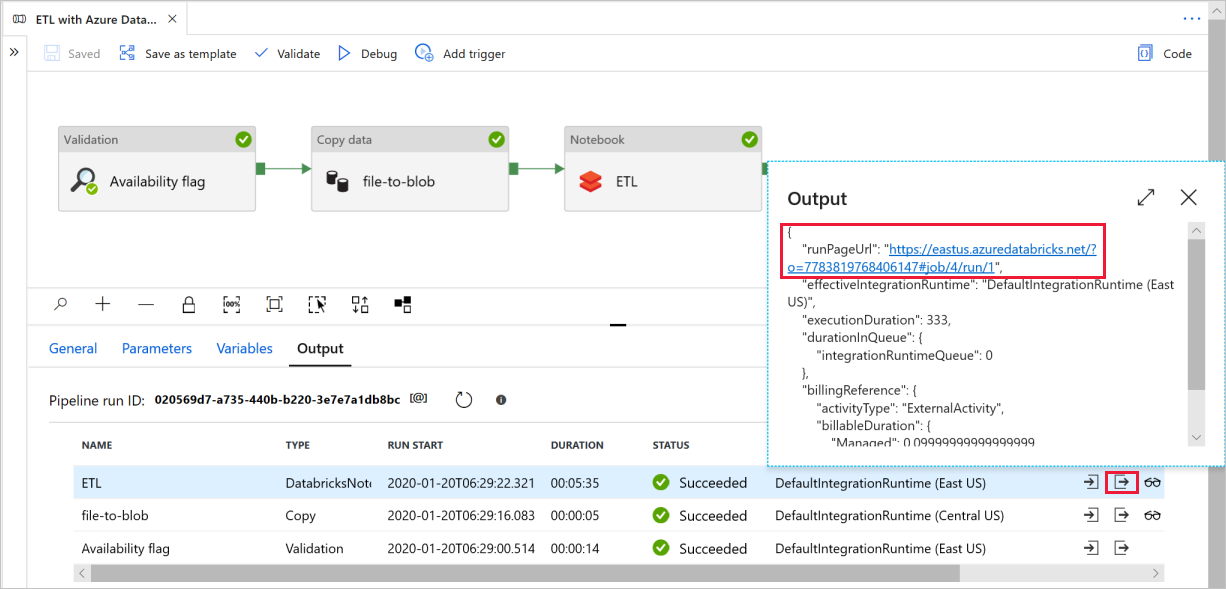 ETL with Azure Data...
Saved
Save as template
Validate
Debug
Add trigger
Code
Validation
Availability flag
Copy data
file-to-blob
Notebook
ETL
Output
{
"runPageUrl": "https://eastus.azuredatabricks.net/?
o=7783819768406147#job/4/run/1",
"effectiveIntegrationRuntime": "DefaultIntegrationRuntime (East
US)",
"executionDuration": 333,
"durationInQueue": {
"integrationRuntimeQueue": 0
},
"billingReference": {
"activityType": "ExternalActivity",
"billableDuration": {
"Managed": 0.09999999999999999
100%
General Parameters Variables Output
Pipeline run ID: 020569d7-a735-440b-b220-3e7e7a1db8bc [@]
NAME TYPE RUN START DURATION STATUS
ETL DatabricksNote 2020-01-20T06:29:22.321 00:05:35 Succeeded DefaultIntegrationRuntime (East US)
file-to-blob Copy 2020-01-20T06:29:16.083 00:00:05 Succeeded DefaultIntegrationRuntime (Central US)
Availability flag Validation 2020-01-20T06:29:00.514 00:00:14 Succeeded DefaultIntegrationRuntime (East US)